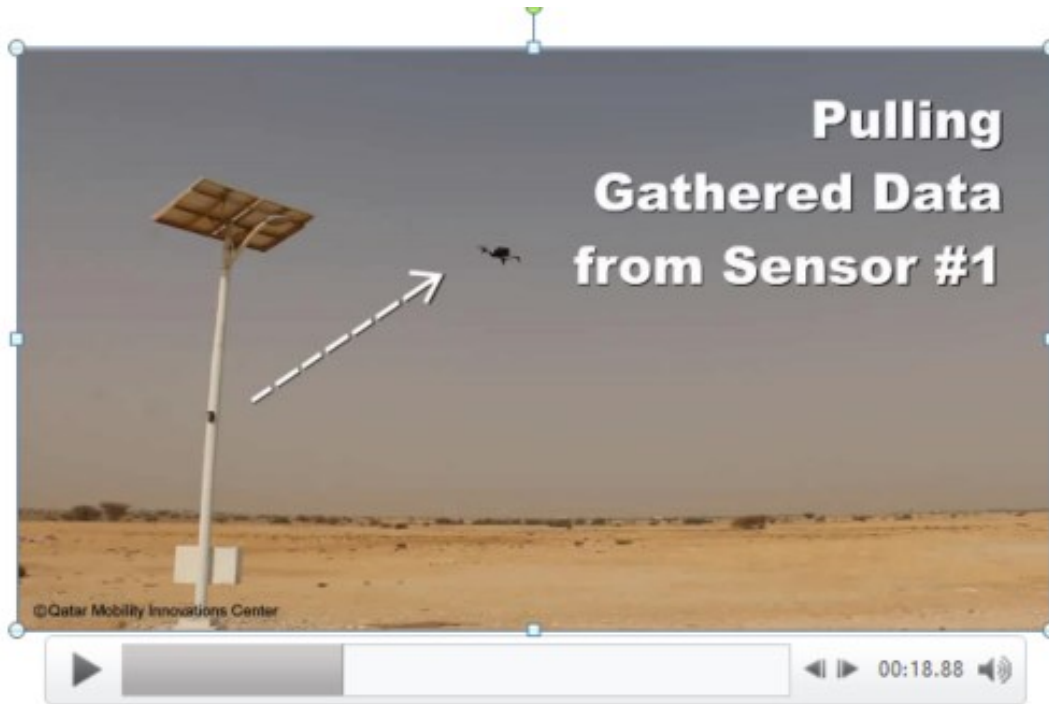 Pulling
Gathered Data
from Sensor #1
©Qatar Mobility Innovations Center
00:18.88